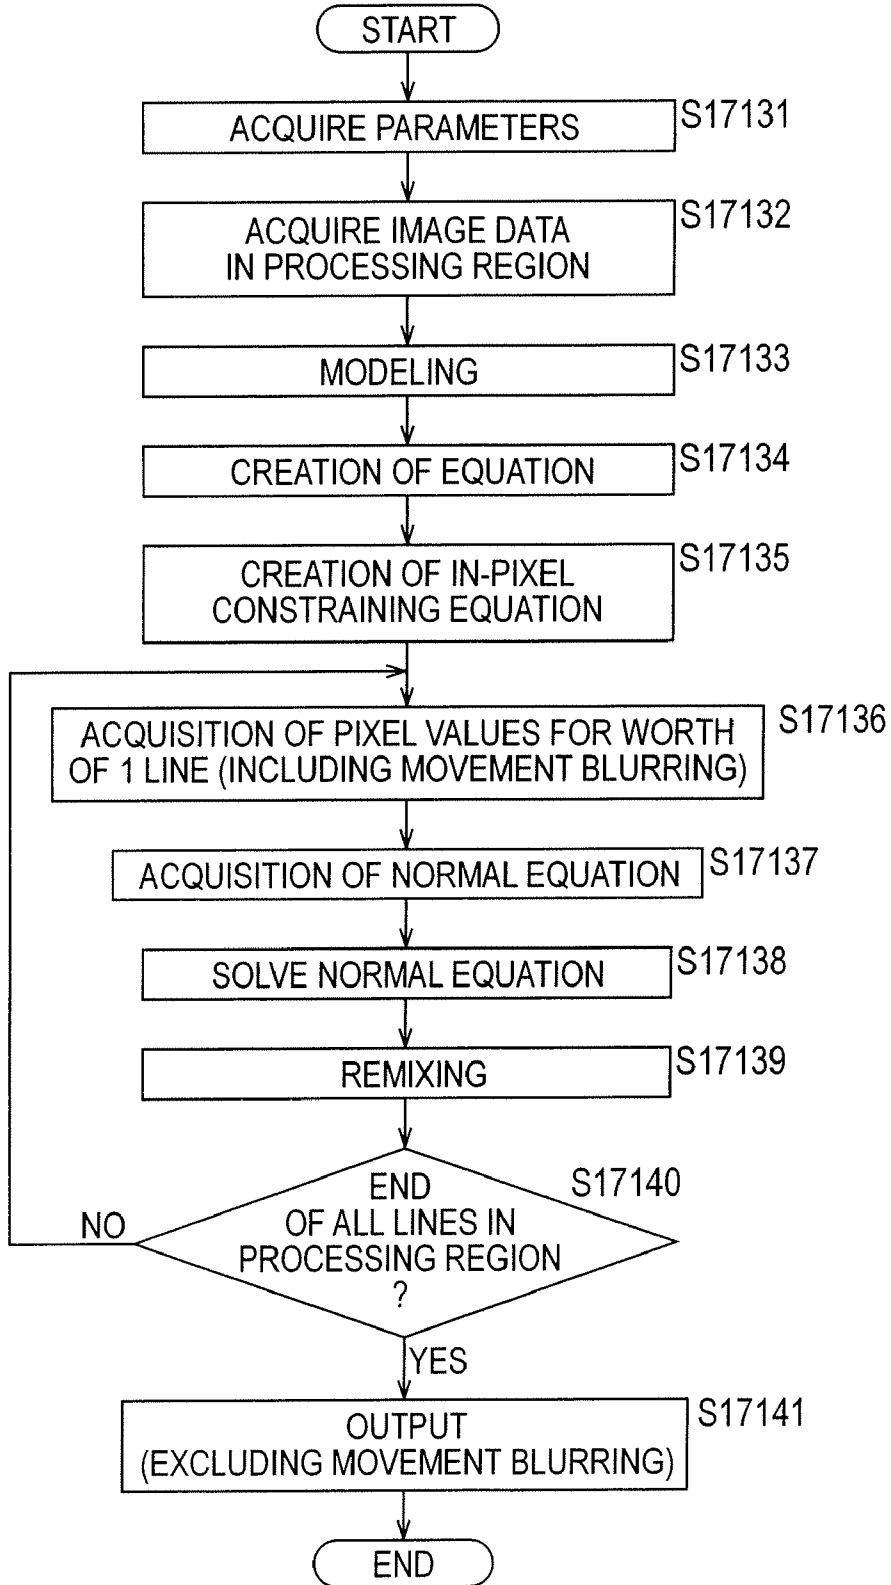 START
S17131
ACQUIRE PARAMETERS
S17132
ACQUIRE IMAGE DATA
IN PROCESSING REGION
S17133
MODELING
S17134
CREATION OF EQUATION
S17135
CREATION OF IN-PIXEL
CONSTRAINING EQUATION
S17136
ACQUISITION OF PIXEL VALUES FOR WORTH
OF 1 LINE (INCLUDING MOVEMENT BLURRING)
S17137
ACQUISITION OF NORMAL EQUATION
S17138
SOLVE NORMAL EQUATION
S17139
REMIXING
S17140
END
OF ALL LINES IN
PROCESSING REGION
?
NO
YES
S17141
OUTPUT
(EXCLUDING MOVEMENT BLURRING)
END